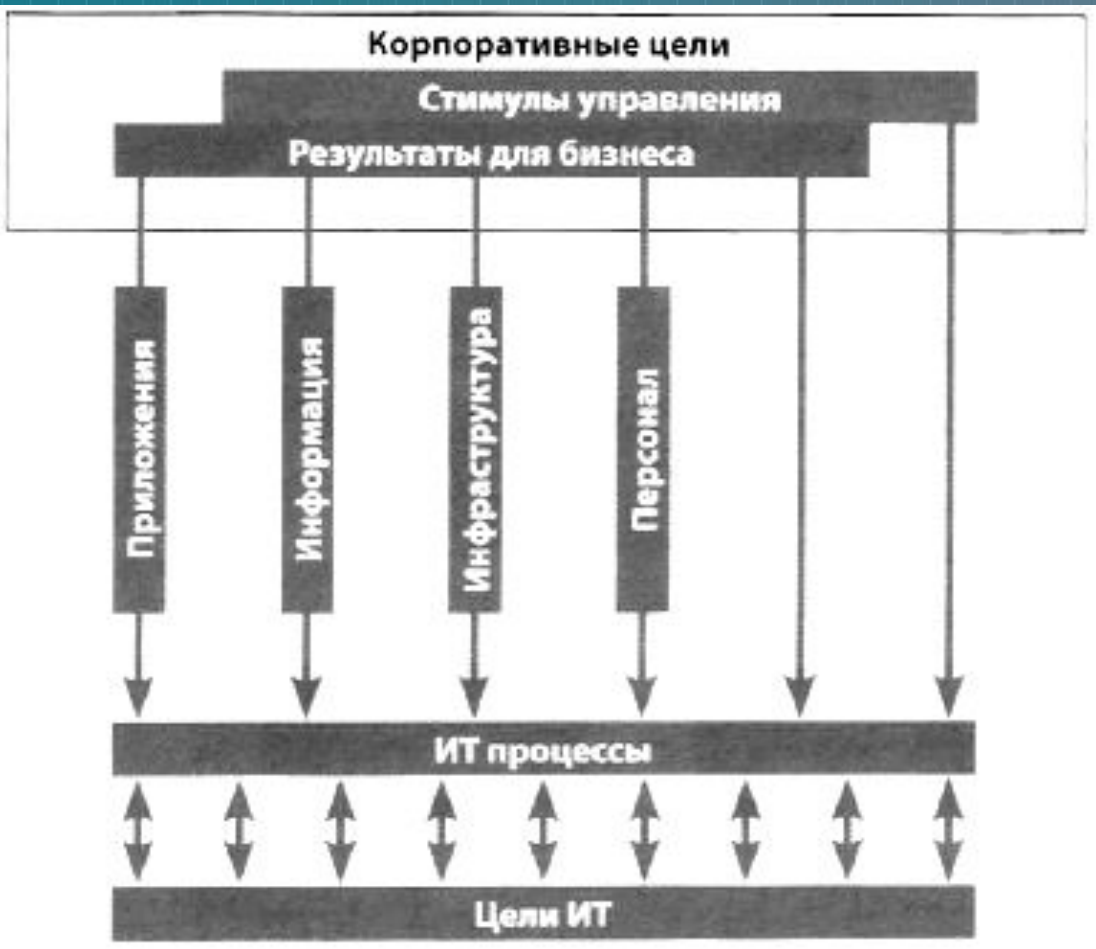 Корпоративные цели
Стимулы управления
Результаты для бизнеса
Приложения
Информация
Инфраструктура
Персонал
ИТ процессы
Цели ИТ